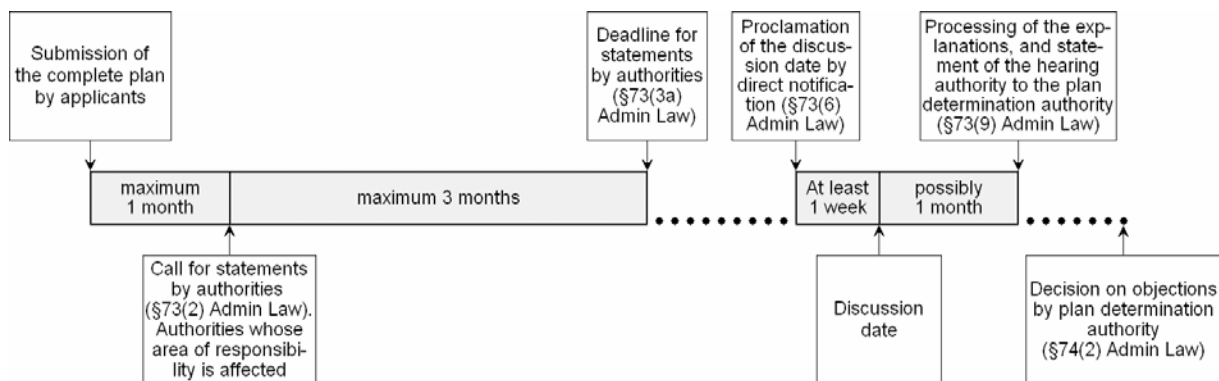 Submission of
the complete plan
by applicants
Deadline for
statements
by authorities
(§73(3a)
Admin Law)
Proclamation
of the discus-
sion date by
direct notifica-
tion (§73(6)
Admin Law)
Processing of the exp-
lanations, and state-
ment of the hearing
authority to the plan
determination authority
(§73(9) Admin Law)
maximum
1 month
maximum 3 months
At least
1 week
possibly
1 month
Call for statements
by authorities
(§73(2) Admin Law).
Authorities whose
area of responsibi-
lity is affected
Discussion
date
Decision on objections
by plan determination
authority
(§74(2) Admin Law)